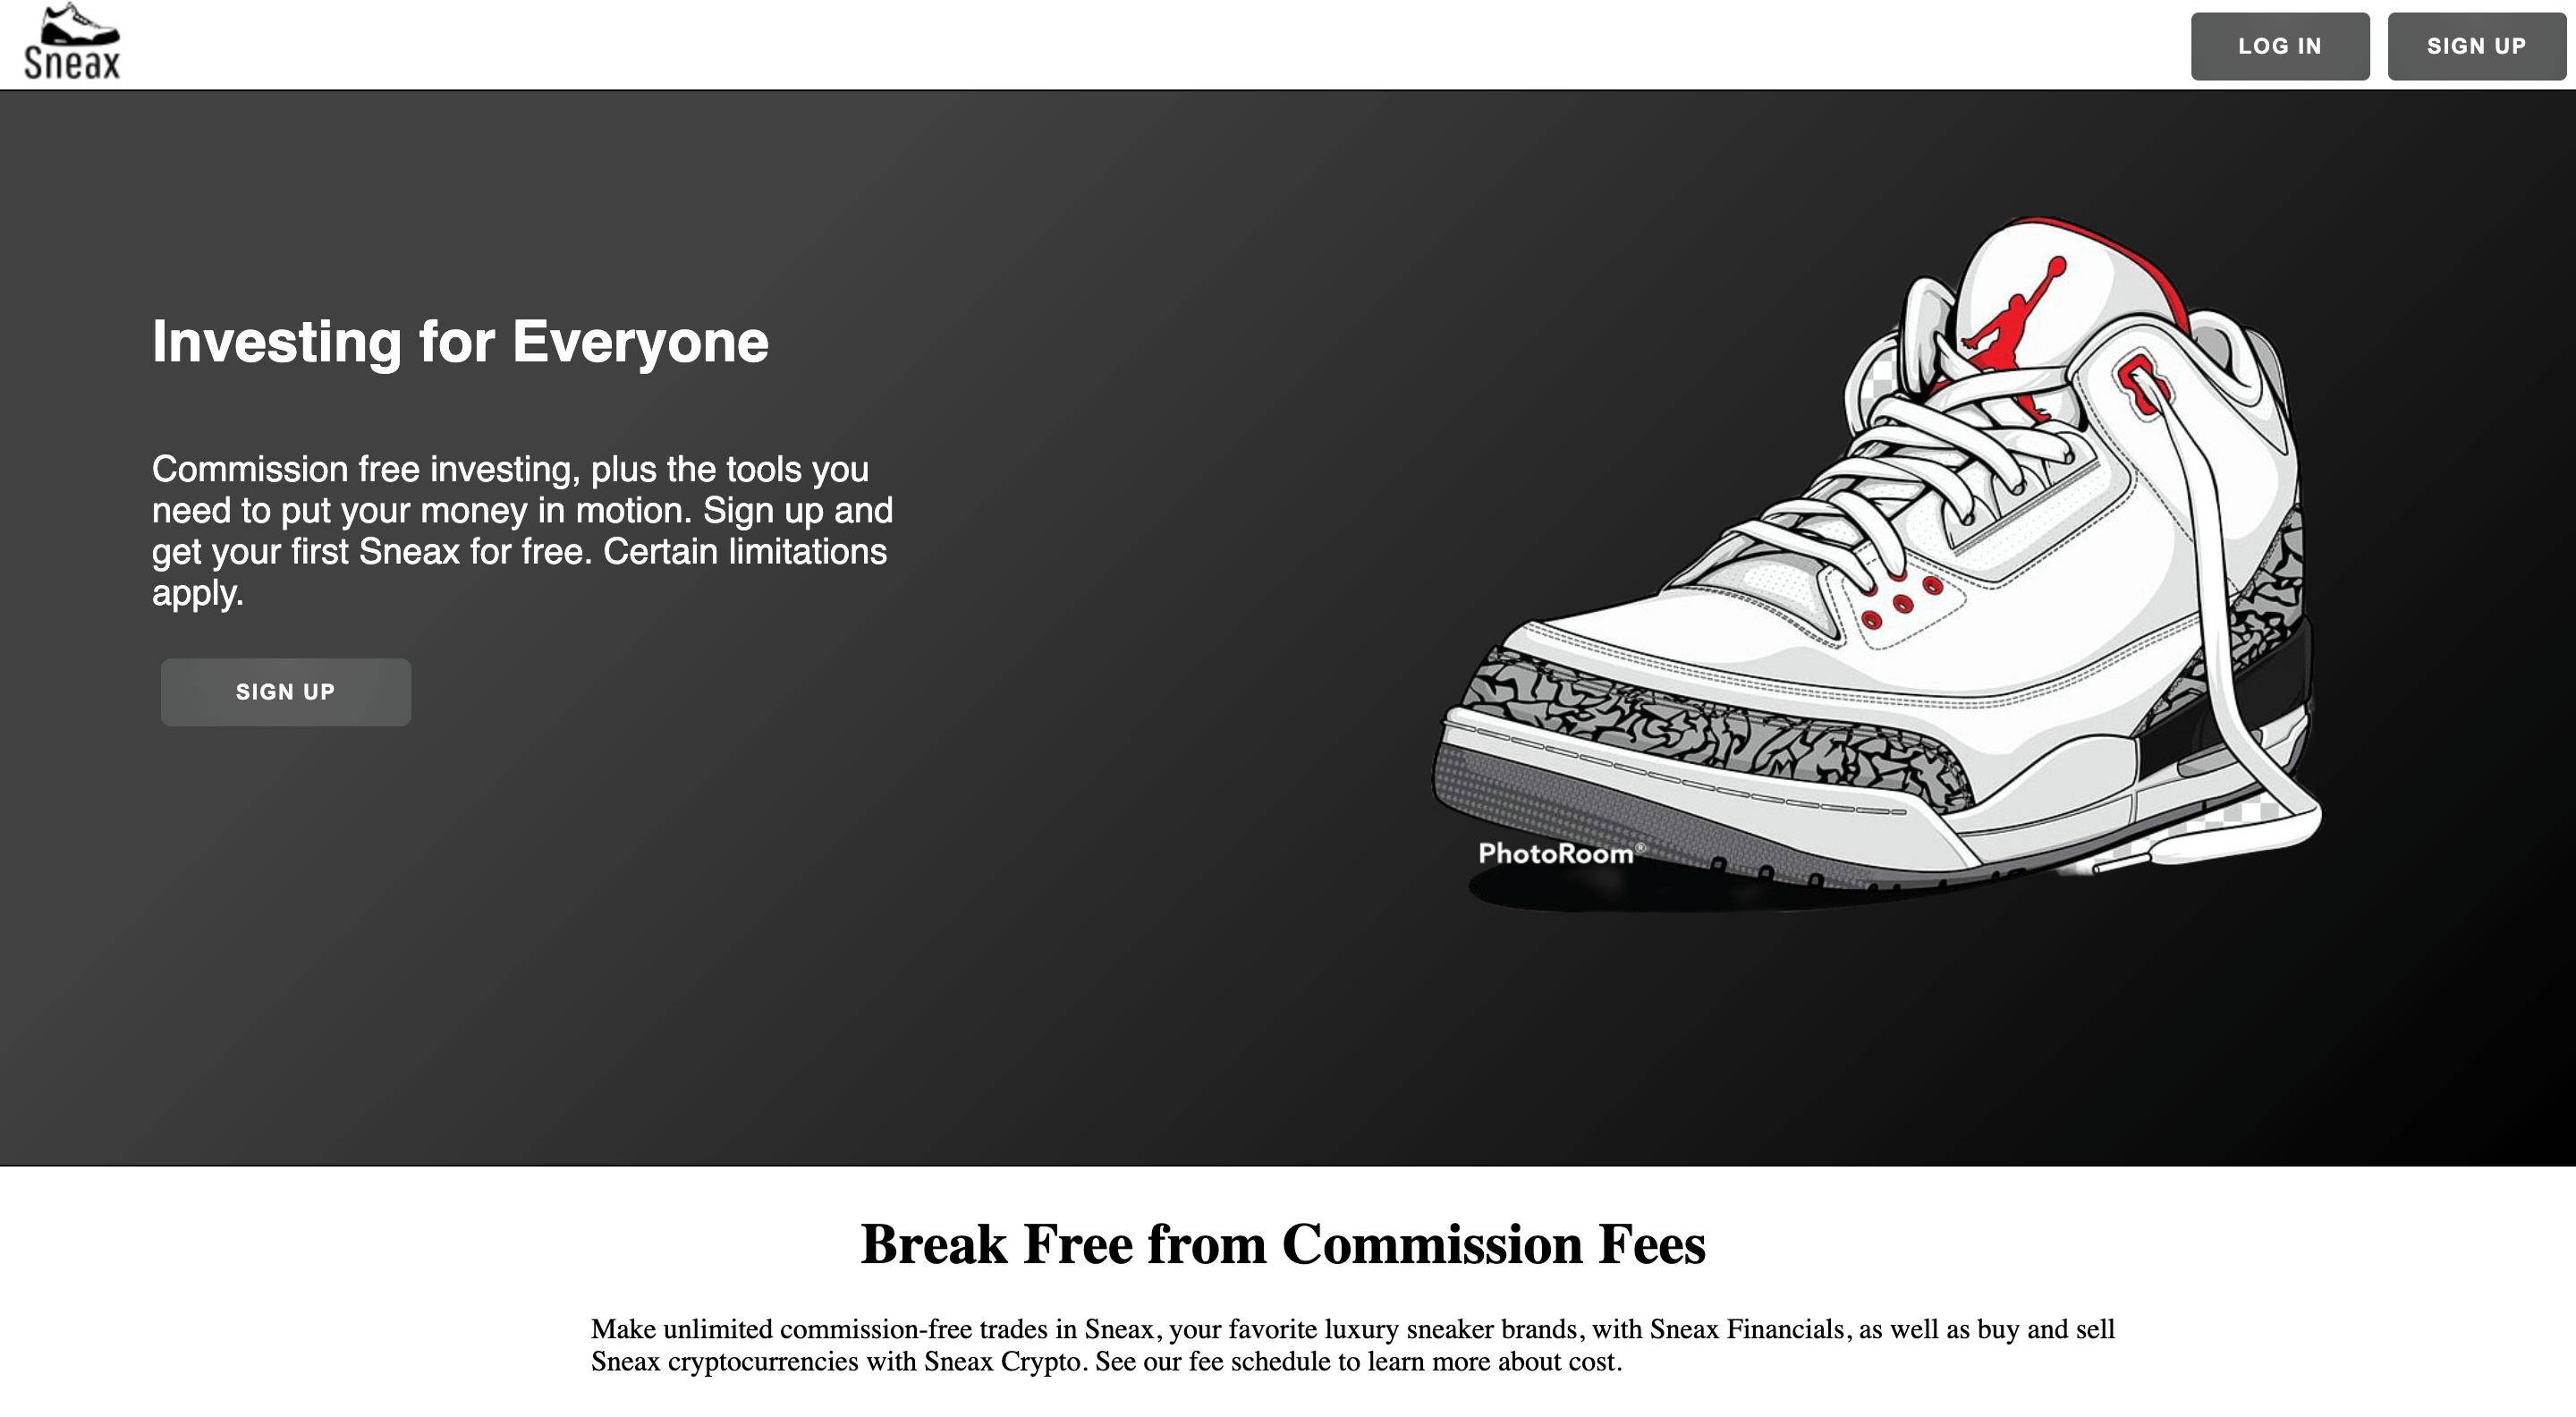 Sneax
LOG IN
SIGN UP
Investing for Everyone
Commission free investing, plus the tools you
need to put your money in motion. Sign up and
get your first Sneax for free. Certain limitations
apply.
SIGN UP
PhotoRoom®
Break Free from Commission Fees
Make unlimited commission-free trades in Sneax, your favorite luxury sneaker brands, with Sneax Financials, as well as buy and sell
Sneax cryptocurrencies with Sneax Crypto. See our fee schedule to learn more about cost.